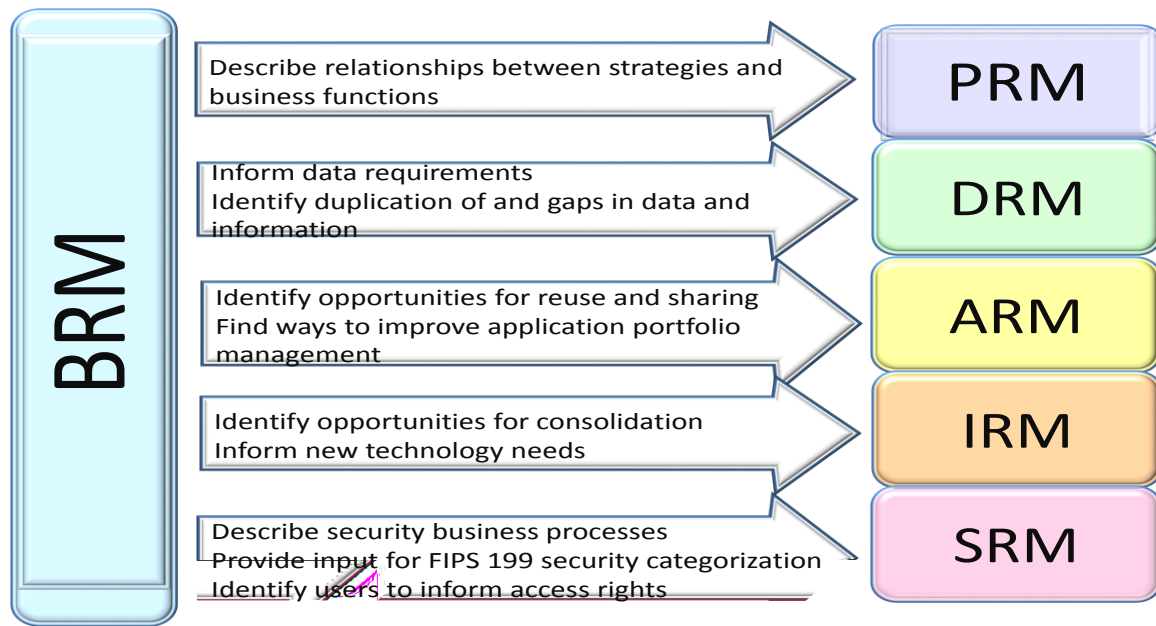 BRM
Describe relationships between strategies and
business functions
PRM
Inform data requirements
Identify duplication of and gaps in data and
information
DRM
Identify opportunities for reuse and sharing
Find ways to improve application portfolio
management
ARM
Identify opportunities for consolidation
Inform new technology needs
IRM
Describe security business processes
Provide input for FIPS 199 security categorization
Identify users to inform access rights
SRM